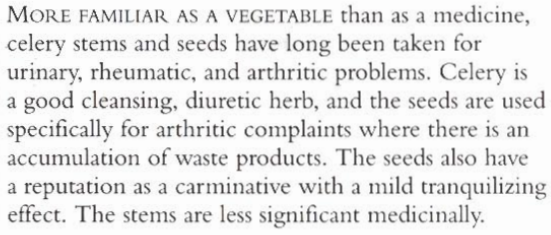 MORE FAMILIAR AS A VEGETABLE than as a medicine,
celery stems and seeds have long been taken for
urinary, rheumatic, and arthritic problems. Celery is
a good cleansing, diuretic herb, and the seeds are used
specifically for arthritic complaints where there is an
accumulation of waste products. The seeds also have
a reputation as a carminative with a mild tranquilizing
effect. The stems are less significant medicinally.